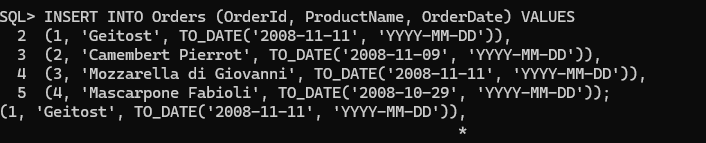 SQL> INSERT INTO Orders (OrderId, ProductName, OrderDate) VALUES
  2  (1, 'Geitost', TO_DATE('2008-11-11', 'YYYY-MM-DD')),
  3  (2, 'Camembert Pierrot', TO_DATE('2008-11-09', 'YYYY-MM-DD')),
  4  (3, 'Mozzarella di Giovanni', TO_DATE('2008-11-11', 'YYYY-MM-DD')),
  5  (4, 'Mascarpone Fabioli', TO_DATE('2008-10-29', 'YYYY-MM-DD'));
(1, 'Geitost', TO_DATE('2008-11-11', 'YYYY-MM-DD')),
                                                   *